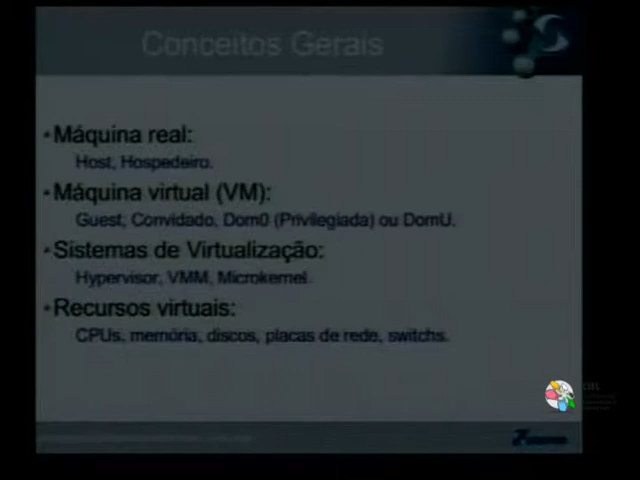 Conceitos Gerais
Máquina real:
Host, Hospedeiro.
Máquina virtual (VM):
Guest, Convidado, Dom0 (Privilegiada) ou DomU.
Sistemas de Virtualização:
Hypervisor, VMM, Microkernel.
Recursos virtuais:
CPUs, memória, discos, placas de rede, switchs.